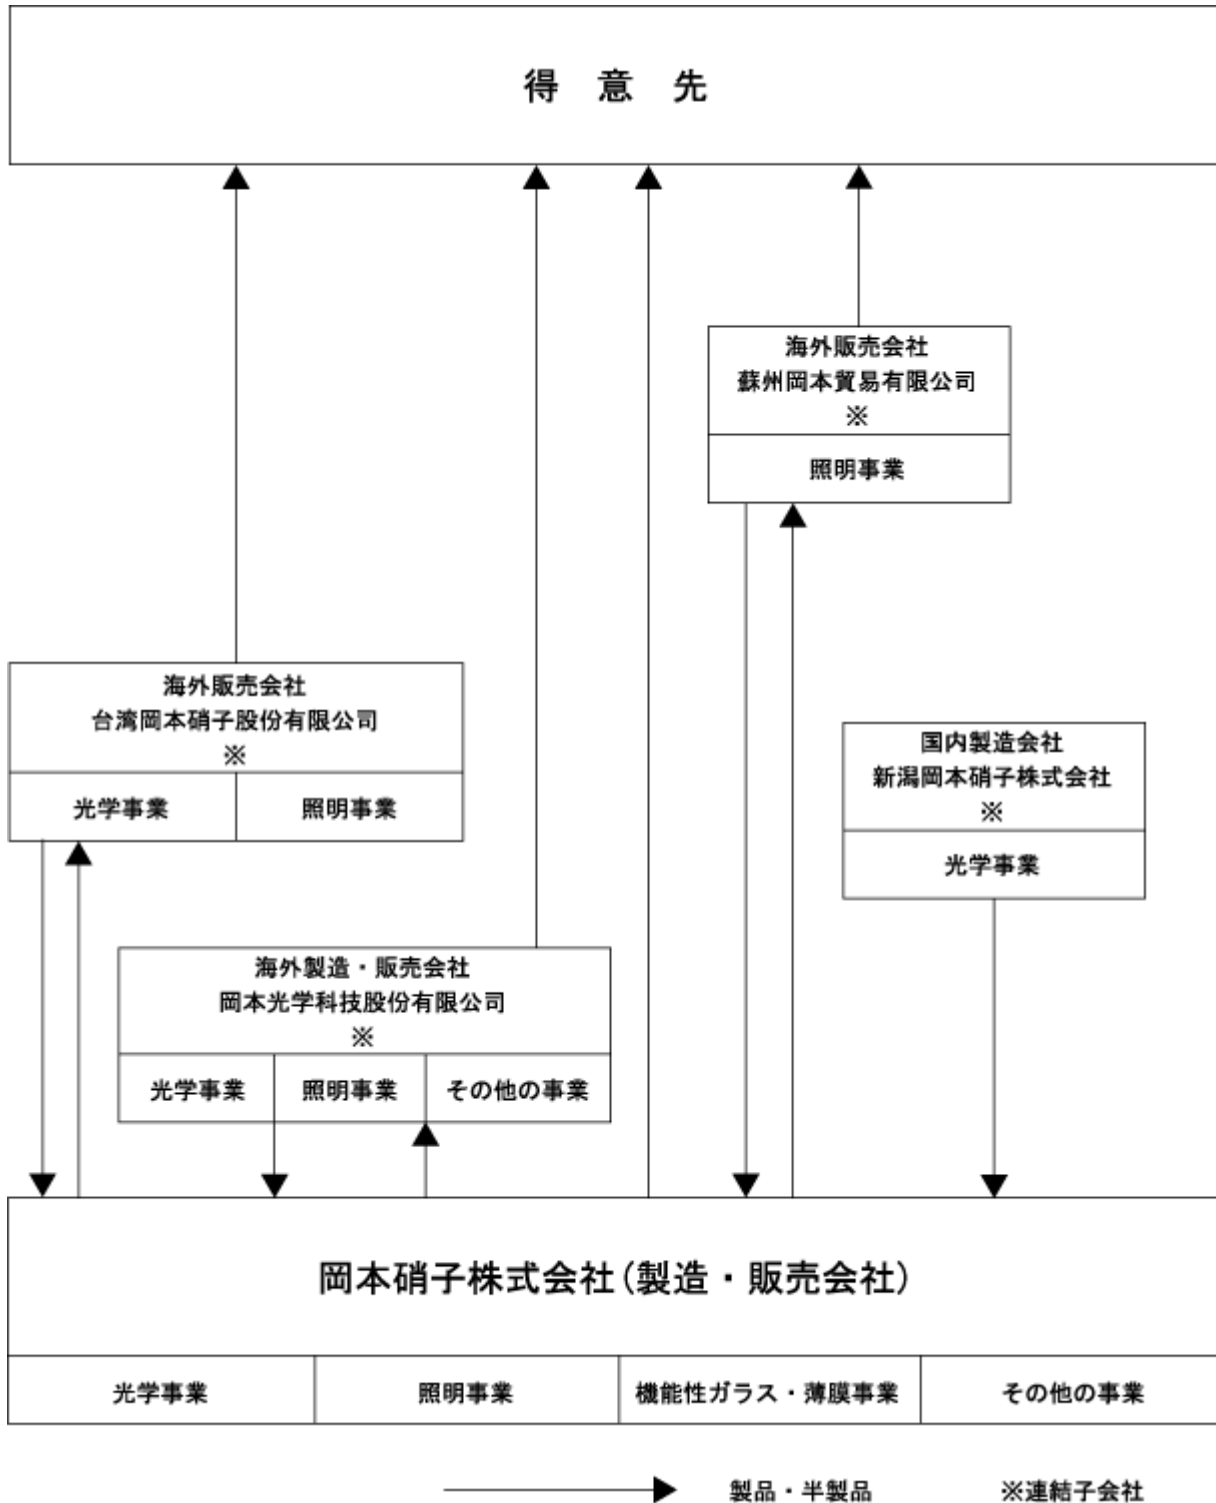 得意先
海外販売会社
蘇州岡本貿易有限公司
※
照明事業
海外販売会社
台湾岡本硝子股份有限公司
※
光学事業
照明事業
国内製造会社
新潟岡本硝子株式会社
※
光学事業
海外製造・販売会社
岡本光学科技股份有限公司
※
光学事業
照明事業
その他の事業
岡本硝子株式会社(製造・販売会社)
光学事業
照明事業
機能性ガラス・薄膜事業
その他の事業
製品・半製品
※連結子会社